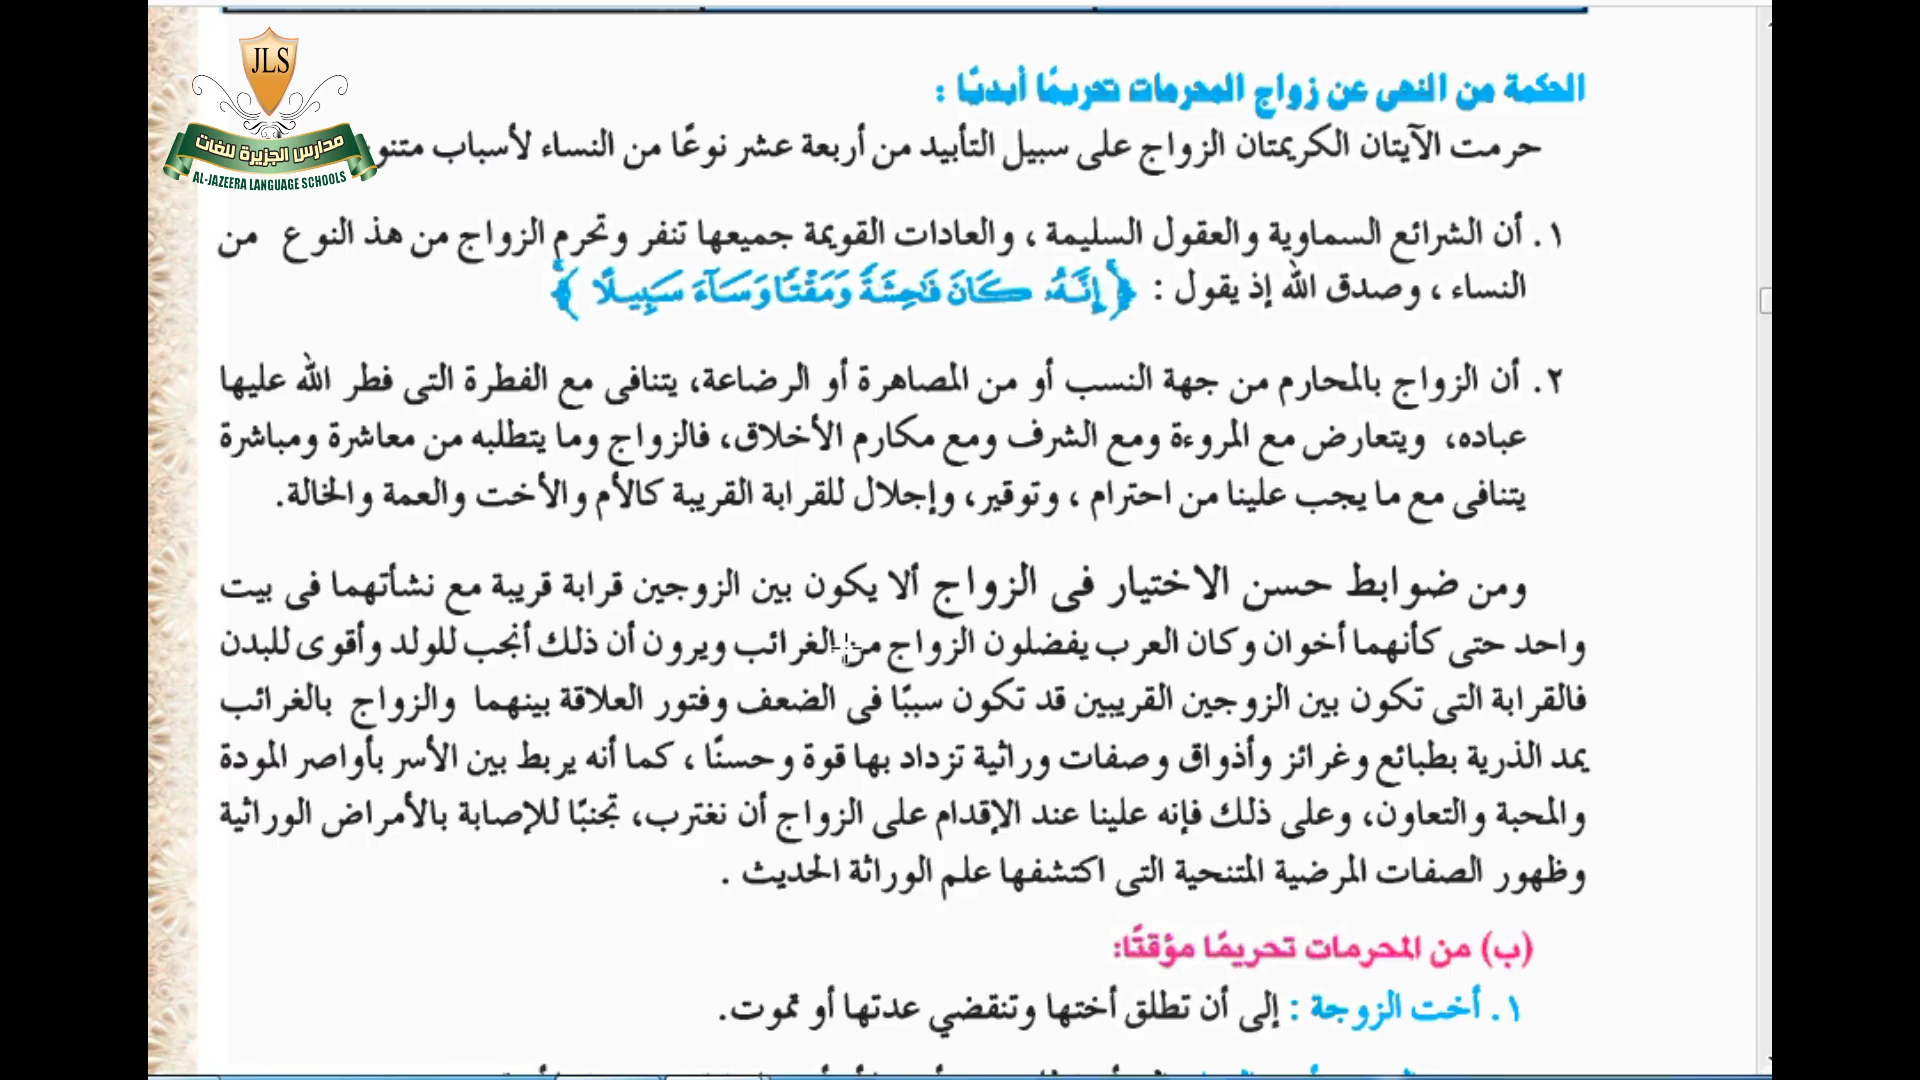 JLS
مدارس الجزيرة للغات
AL-JAZEERA LANGUAGE SCHOOLS
الحكمة من النهى عن زواج المحرمات تحريمًا أبديًا :
حرمت الآيتان الكريمتان الزواج على سبيل التأبيد من أربعة عشر نوعًا من النساء لأسباب
١. أن الشرائع السماوية والعقول السليمة ، والعادات القويمة جميعها تنفر وتحرم الزواج من هذ النوع من
النساء ، وصدق الله إذ يقول : ﴿ إِنَّهُۥ كَانَ فَٰحِشَةً وَمَقْتًا وَسَآءَ سَبِيلًا ﴾
٢. أن الزواج بالمحارم من جهة النسب أو من المصاهرة أو الرضاعة، يتنافى مع الفطرة التى فطر الله عليها
عباده، ويتعارض مع المروءة ومع الشرف ومع مكارم الأخلاق، فالزواج وما يتطلبه من معاشرة ومباشرة
يتنافى مع ما يجب علينا من احترام ، وتوقير، وإجلال للقرابة القريبة كالأم والأخت والعمة والخالة.
ومن ضوابط حسن الاختيار فى الزواج ألا يكون بين الزوجين قرابة قريبة مع نشأتهما فى بيت
واحد حتى كأنهما أخوان وكان العرب يفضلون الزواج من الغرائب ويرون أن ذلك أنجب للولد وأقوى للبدن
فالقرابة التى تكون بين الزوجين القريبين قد تكون سببًا فى الضعف وفتور العلاقة بينهما والزواج بالغرائب
يمد الذرية بطبائع وغرائز وأذواق وصفات وراثية تزداد بها قوة وحسنًا ، كما أنه يربط بين الأسر بأواصر المودة
والمحبة والتعاون، وعلى ذلك فإنه علينا عند الإقدام على الزواج أن نغترب، تجنبًا للإصابة بالأمراض الوراثية
وظهور الصفات المرضية المتنحية التى اكتشفها علم الوراثة الحديث .
(ب) من المحرمات تحريمًا مؤقتًا:
١. أخت الزوجة : إلى أن تطلق أختها وتنقضي عدتها أو تموت.